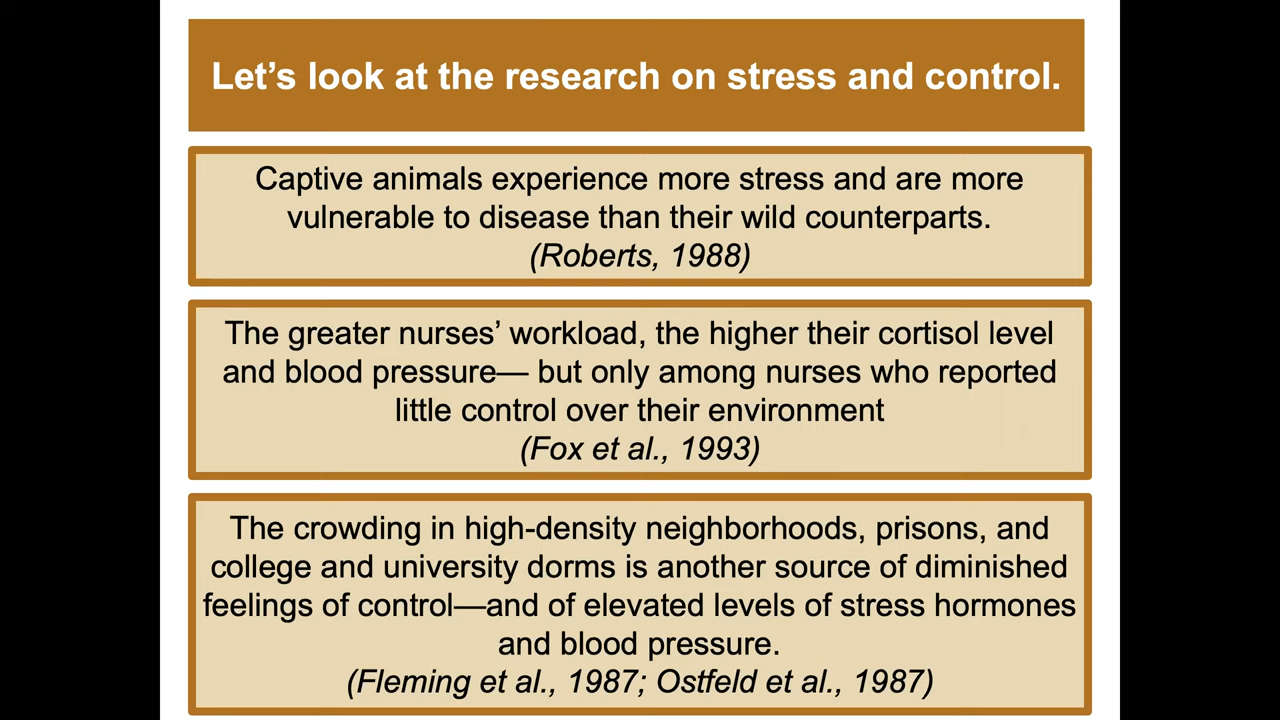 Let’s look at the research on stress and control.
Captive animals experience more stress and are more
vulnerable to disease than their wild counterparts.
(Roberts, 1988)
The greater nurses’ workload, the higher their cortisol level
and blood pressure— but only among nurses who reported
little control over their environment
(Fox et al., 1993)
The crowding in high-density neighborhoods, prisons, and
college and university dorms is another source of diminished
feelings of control—and of elevated levels of stress hormones
and blood pressure.
(Fleming et al., 1987; Ostfeld et al., 1987)